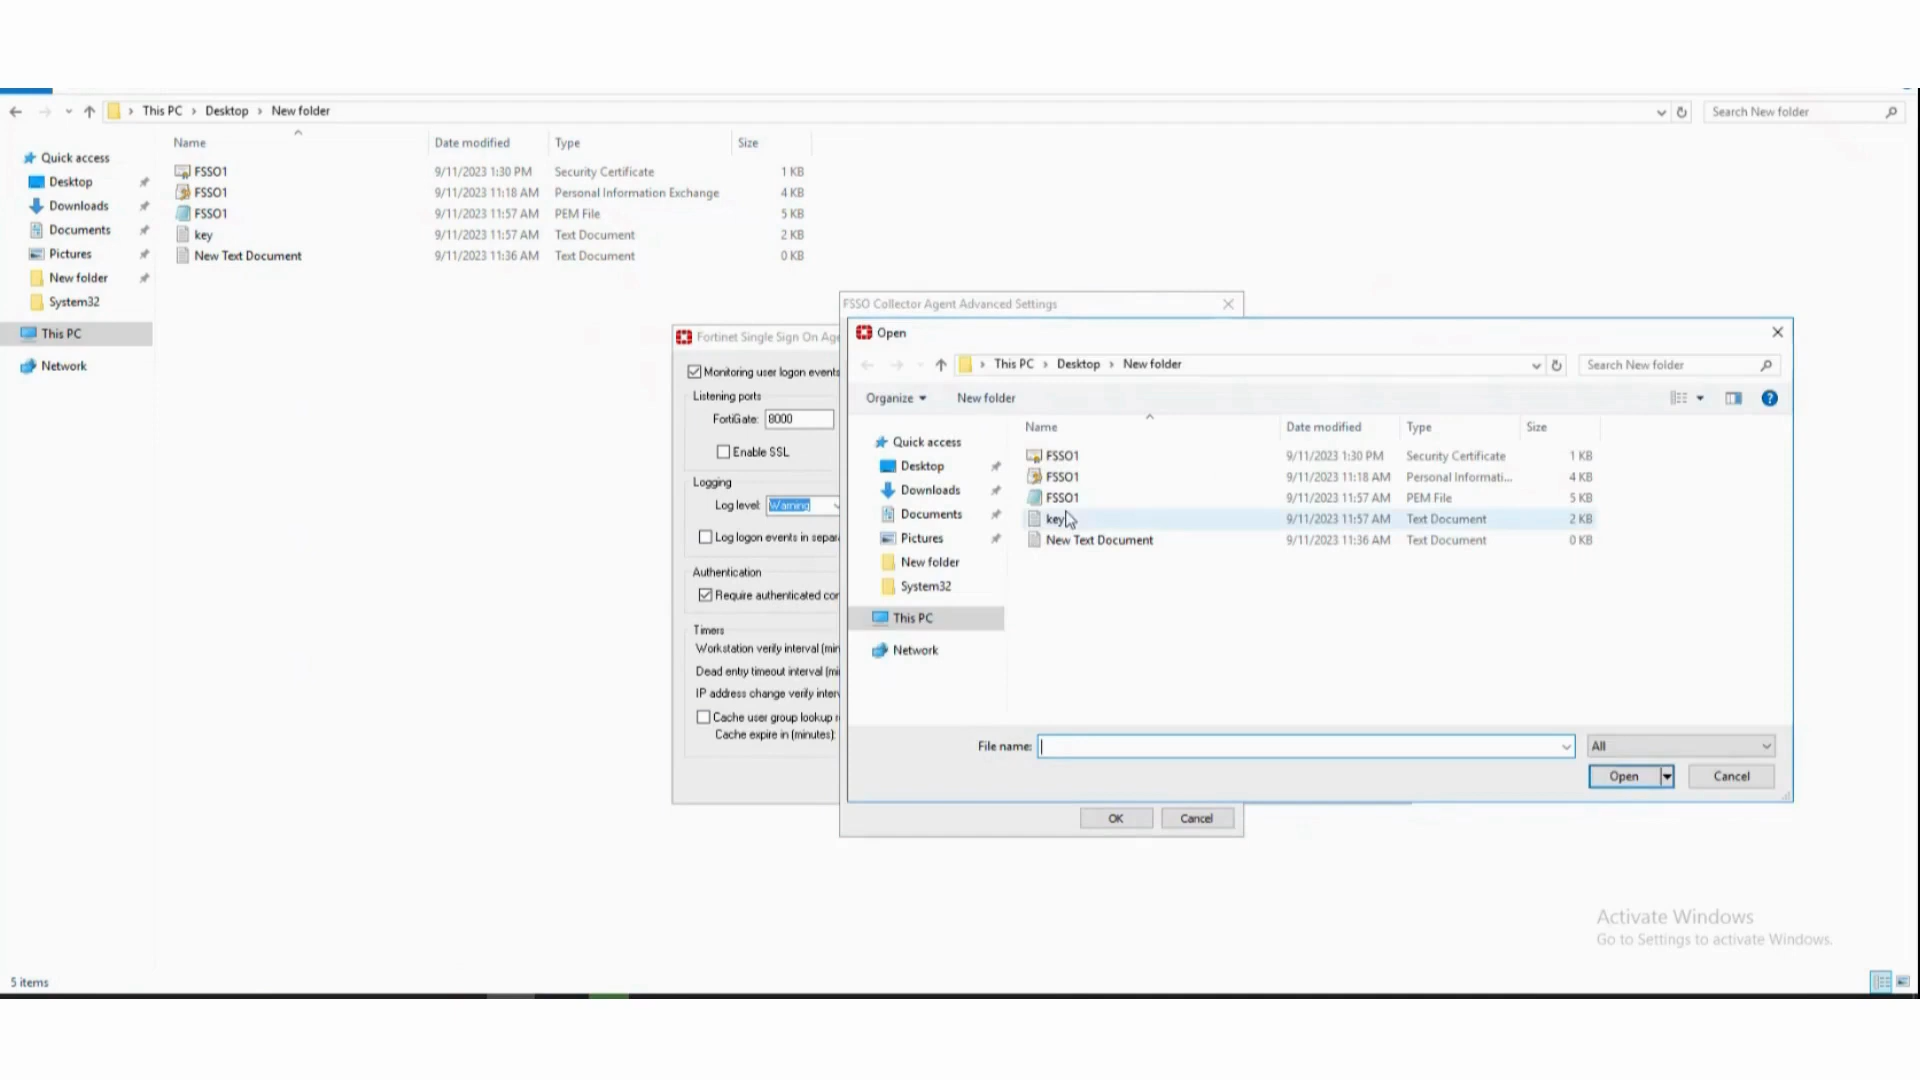 This PC > Desktop > New folder
Search New folder
Name Date modified Type Size
Quick access
Desktop
Downloads
Documents
Pictures
New folder
System32
This PC
Network
FSSO1 9/11/2023 1:30 PM Security Certificate 1 KB
FSSO1 9/11/2023 11:18 AM Personal Information Exchange 4 KB
FSSO1 9/11/2023 11:57 AM PEM File 5 KB
key 9/11/2023 11:57 AM Text Document 2 KB
New Text Document 9/11/2023 11:36 AM Text Document 0 KB
FSSO Collector Agent Advanced Settings
Fortinet Single Sign On Age
Monitoring user logon events
Listening ports
FortiGate: 8000
Enable SSL
Logging
Log level: Warning
Log logon events in separa
Authentication
Require authenticated con
Timers
Workstation verify interval (min
Dead entry timeout interval (mi
IP address change verify interv
Cache user group lookup r
Cache expire in (minutes):
Open
This PC > Desktop > New folder
Search New folder
Organize New folder
Name Date modified Type Size
Quick access
Desktop
Downloads
Documents
Pictures
New folder
System32
This PC
Network
FSSO1 9/11/2023 1:30 PM Security Certificate 1 KB
FSSO1 9/11/2023 11:18 AM Personal Informati... 4 KB
FSSO1 9/11/2023 11:57 AM PEM File 5 KB
key 9/11/2023 11:57 AM Text Document 2 KB
New Text Document 9/11/2023 11:36 AM Text Document 0 KB
File name: All
Open Cancel
OK Cancel
Activate Windows
Go to Settings to activate Windows.
5 items